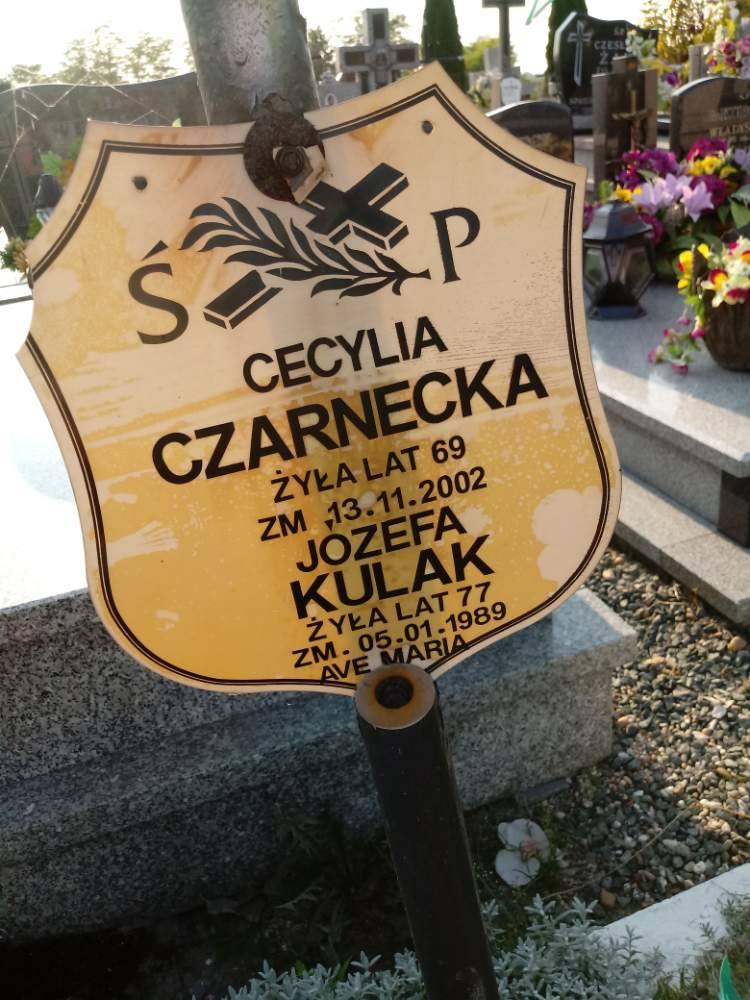 Ś P
CECYLIA
CZARNECKA
ŻYŁA LAT 69
ZM 13.11.2002
JÓZEFA
KULAK
ŻYŁA LAT 77
ZM. 05.01.1989
AVE MARIA